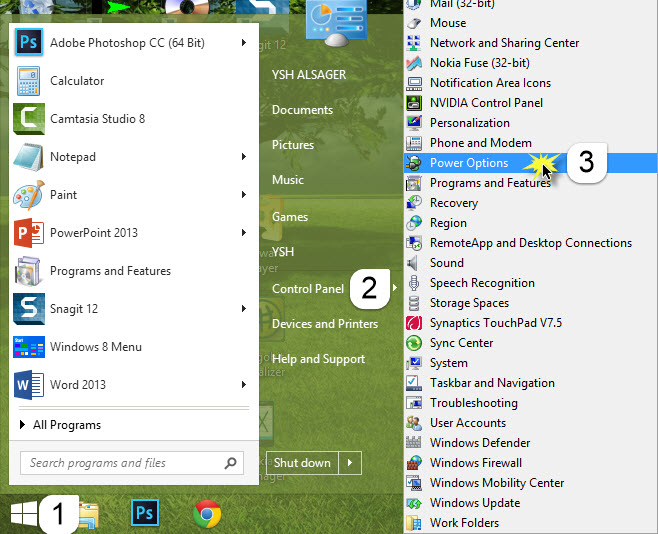 Ps Adobe Photoshop CC (64 Bit)
Calculator
Camtasia Studio 8
Notepad
Paint
PowerPoint 2013
Programs and Features
Snagit 12
Windows 8 Menu
Word 2013
All Programs
Search programs and files
nagit 12
YSH ALSAGER
Documents
Pictures
Music
Games
YSH
Control Panel 2
Devices and Printers
Help and Support
Shut down
Mail (32-bit)
Mouse
Network and Sharing Center
Nokia Fuse (32-bit)
Notification Area Icons
NVIDIA Control Panel
Personalization
Phone and Modem
Power Options 3
Programs and Features
Recovery
Region
RemoteApp and Desktop Connections
Sound
Speech Recognition
Storage Spaces
Synaptics TouchPad V7.5
Sync Center
System
Taskbar and Navigation
Troubleshooting
User Accounts
Windows Defender
Windows Firewall
Windows Mobility Center
Windows Update
Work Folders
1
Ps